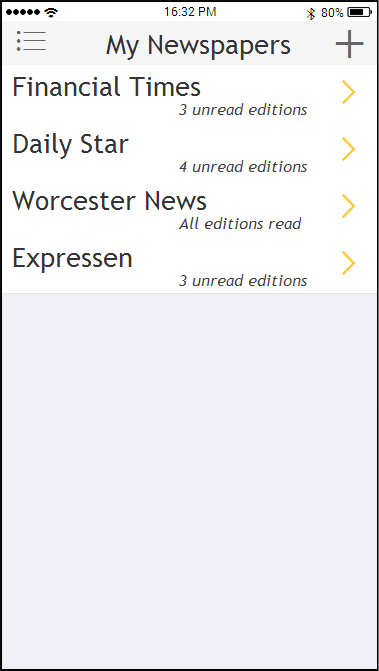 16:32 PM 80%
My Newspapers
Financial Times
3 unread editions
Daily Star
4 unread editions
Worcester News
All editions read
Expressen
3 unread editions